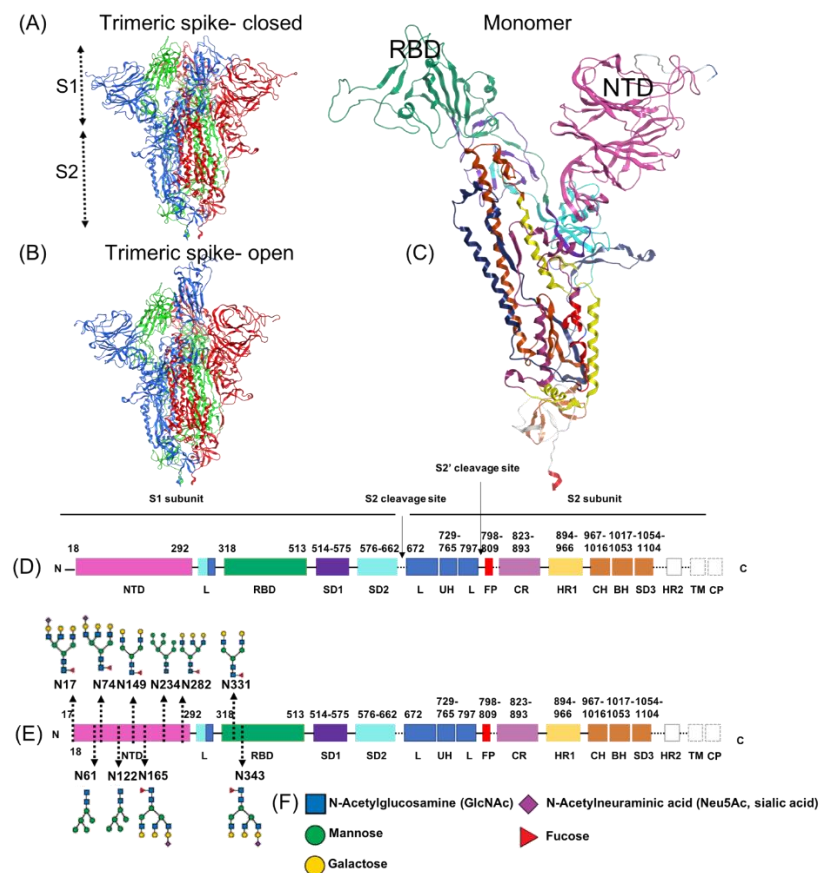 (A) Trimeric spike- closed
Monomer
RBD
NTD
S1
S2
(B) Trimeric spike- open
(C)
S2’ cleavage site
S1 subunit
S2 cleavage site
S2 subunit
18 292 318 513 514-575 576-662 672 729-765 797 798-809 823-893 894-966 967-1016 1017-1053 1054-1104
(D) N C
NTD L RBD SD1 SD2 L UH L FP CR HR1 CH BH SD3 HR2 TM CP
N17 N74 N149 N234 N282 N331
17 292 318 513 514-575 576-662 672 729-765 797 798-809 823-893 894-966 967-1016 1017-1053 1054-1104
(E) N C
18 NTD L RBD SD1 SD2 L UH L FP CR HR1 CH BH SD3 HR2 TM CP
N61 N122 N165 N343
(F) N-Acetylglucosamine (GlcNAc) N-Acetylneuraminic acid (Neu5Ac, sialic acid)
Mannose Fucose
Galactose